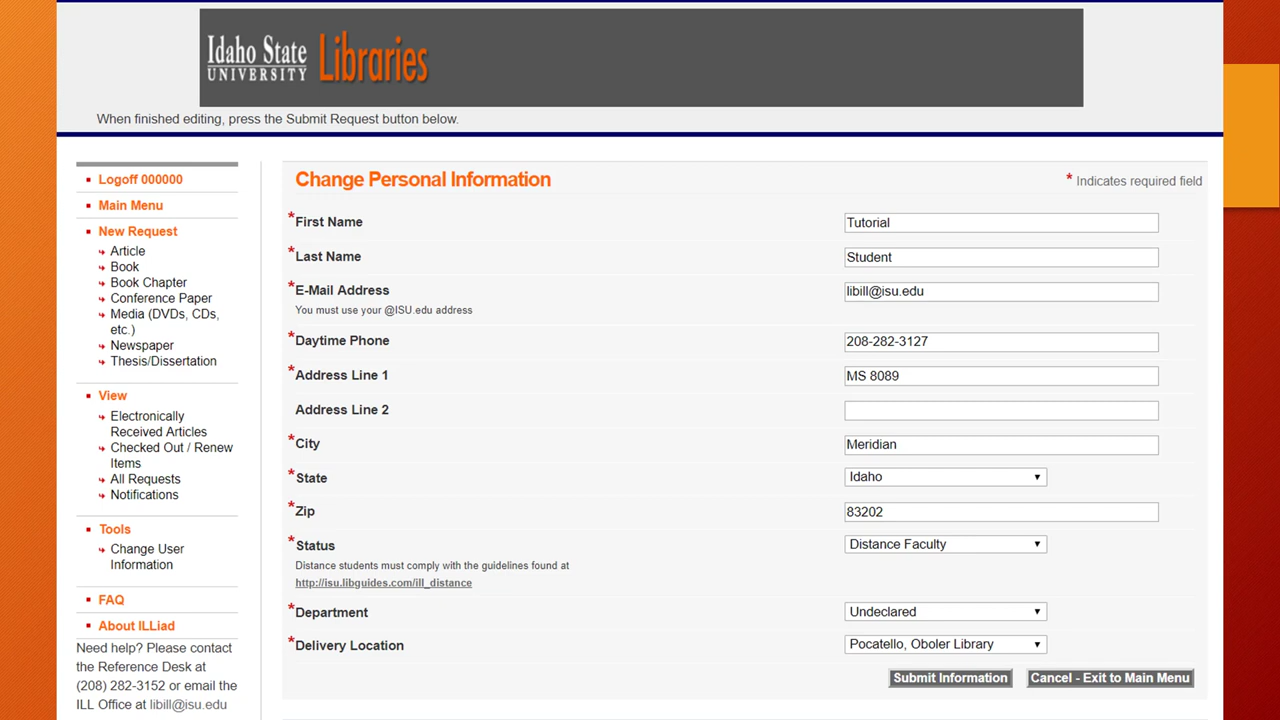 Idaho State Libraries
UNIVERSITY
When finished editing, press the Submit Request button below.
Logoff 000000
Main Menu
New Request
Article
Book
Book Chapter
Conference Paper
Media (DVDs, CDs,
etc.)
Newspaper
Thesis/Dissertation
View
Electronically
Received Articles
Checked Out / Renew
Items
All Requests
Notifications
Tools
Change User
Information
FAQ
About ILLiad
Need help? Please contact
the Reference Desk at
(208) 282-3152 or email the
ILL Office at libill@isu.edu
Change Personal Information
* Indicates required field
*First Name Tutorial
*Last Name Student
*E-Mail Address libill@isu.edu
You must use your @ISU.edu address
*Daytime Phone 208-282-3127
*Address Line 1 MS 8089
Address Line 2
*City Meridian
*State Idaho
*Zip 83202
*Status Distance Faculty
Distance students must comply with the guidelines found at
http://isu.libguides.com/ill_distance
*Department Undeclared
*Delivery Location Pocatello, Oboler Library
Submit Information Cancel - Exit to Main Menu